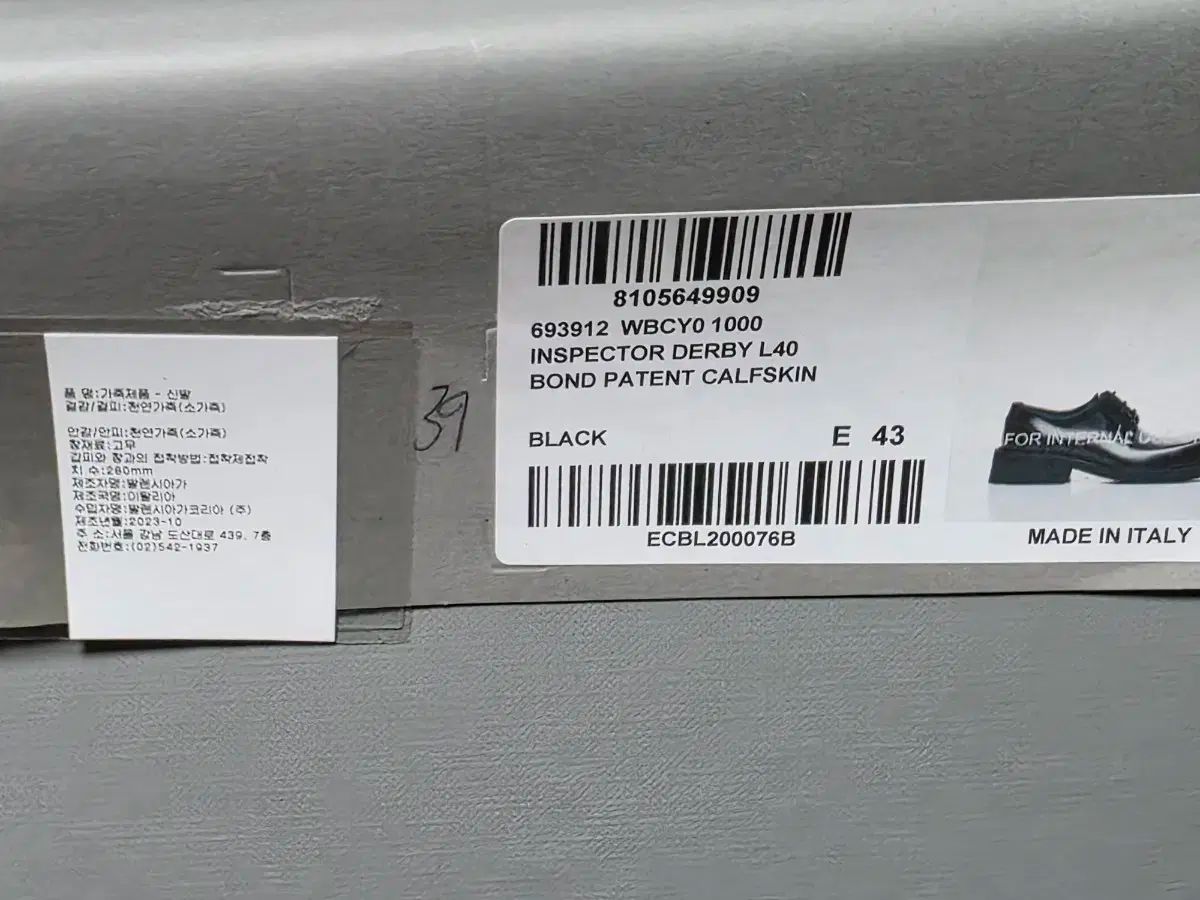 품 명:가죽제품 - 신발
겉감/겉피:천연가죽(소가죽)
안감/안피:천연가죽(소가죽)
창재료:고무
갑피와 창과의 접착방법:접착제접착
치 수:280mm
제조자명:발렌시아가
제조국명:이탈리아
수입자명:발렌시아가코리아 (주)
제조년월:2023-10
주 소:서울 강남 도산대로 439, 7층
전화번호:(02)542-1937
39
8105649909
693912 WBCY0 1000
INSPECTOR DERBY L40
BOND PATENT CALFSKIN
BLACK E 43
ECBL200076B
FOR INTERNAL
MADE IN ITALY